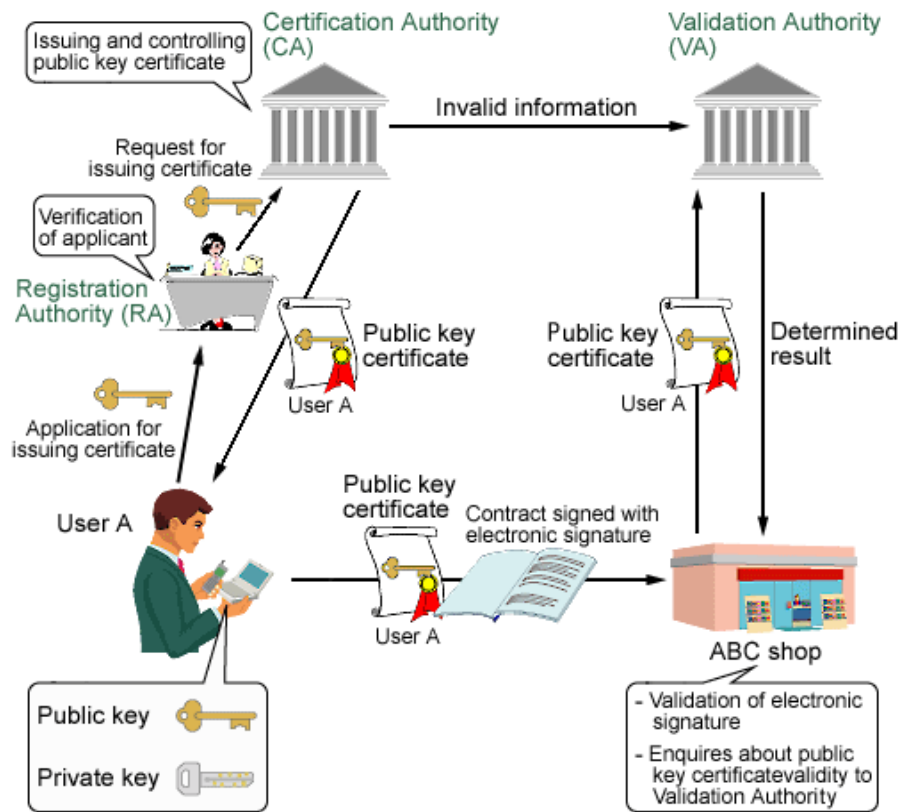 Certification Authority
(CA)
Validation Authority
(VA)
Issuing and controlling
public key certificate
Invalid information
Request for
issuing certificate
Verification
of applicant
Registration
Authority (RA)
Public key
certificate
User A
Public key
certificate
User A
Determined
result
Application for
issuing certificate
User A
Public key
certificate
User A
Contract signed with
electronic signature
ABC shop
Public key
Private key
- Validation of electronic
signature
- Enquires about public
key certificatevalidity to
Validation Authority